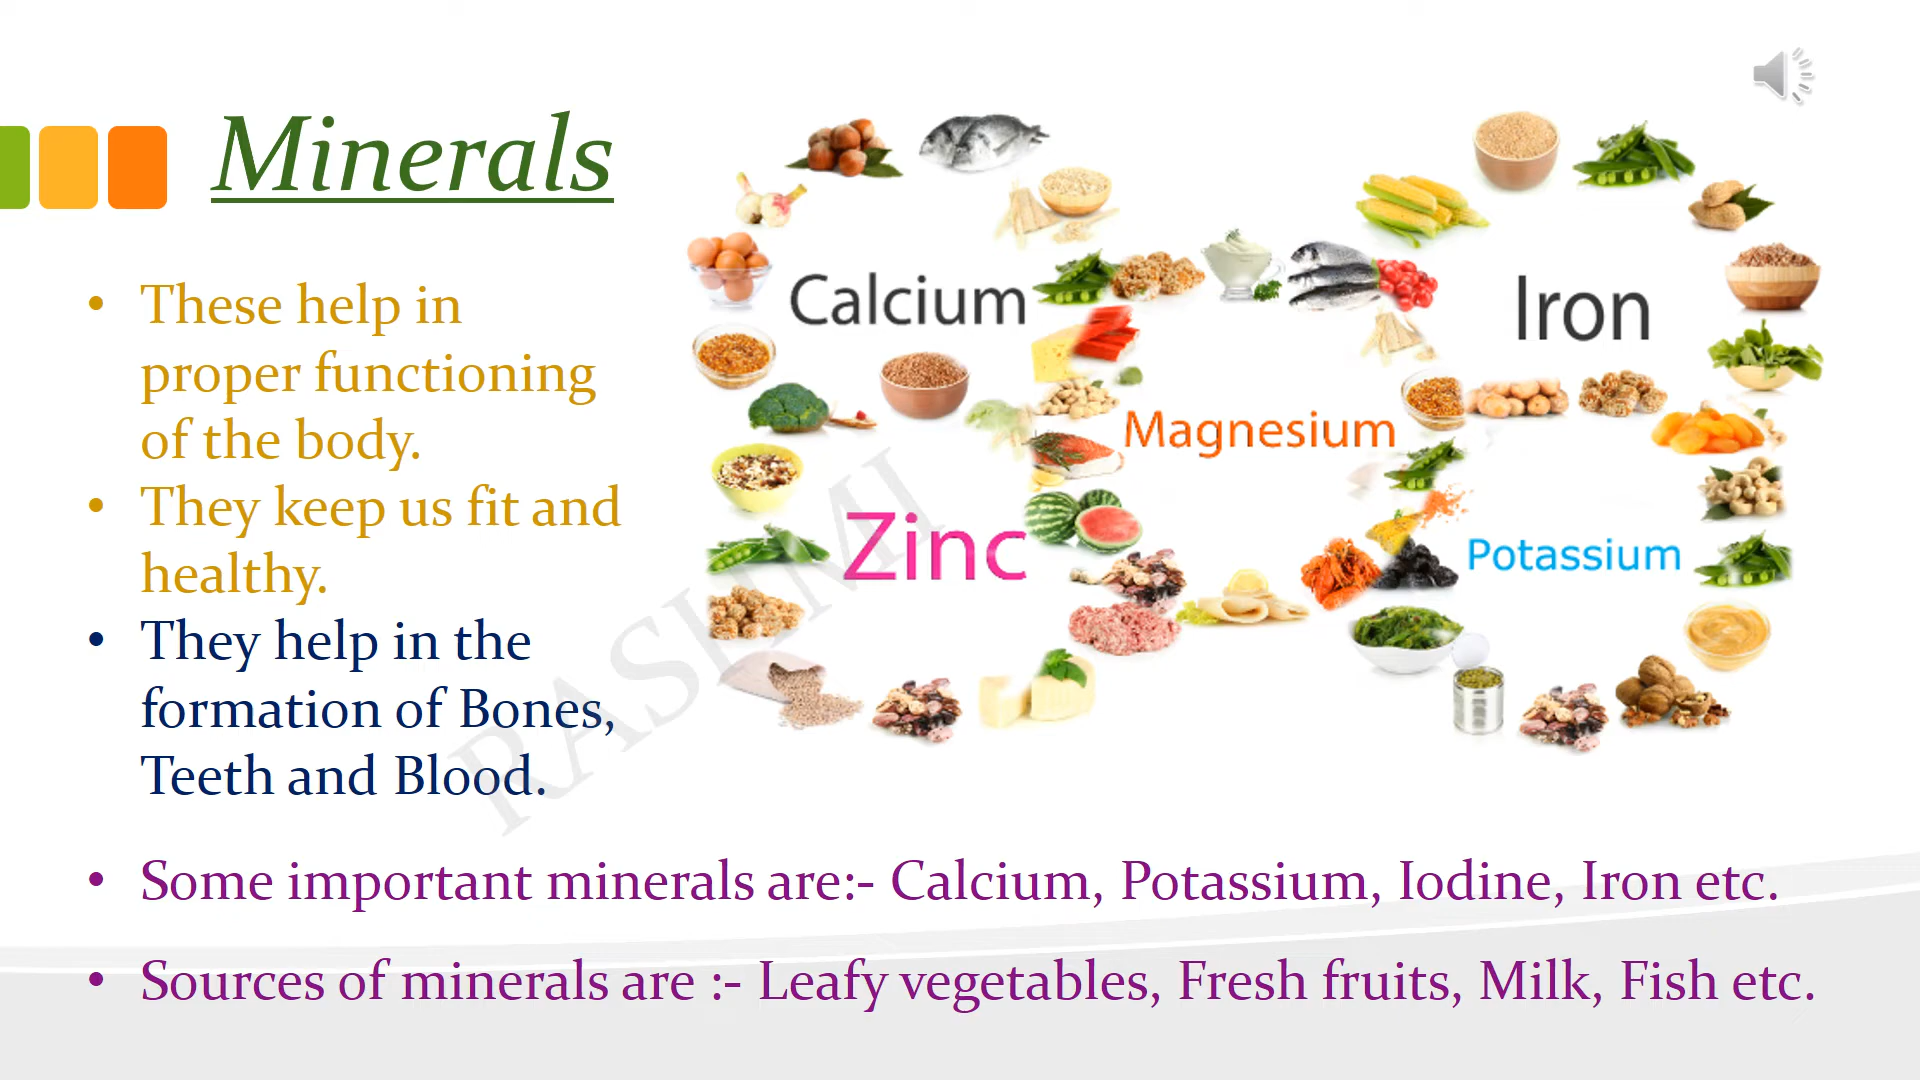 Minerals
• These help in
proper functioning
of the body.
• They keep us fit and
healthy.
• They help in the
formation of Bones,
Teeth and Blood.
• Some important minerals are:- Calcium, Potassium, Iodine, Iron etc.
• Sources of minerals are :- Leafy vegetables, Fresh fruits, Milk, Fish etc.
Calcium
Iron
Magnesium
Zinc
Potassium
RASHMI